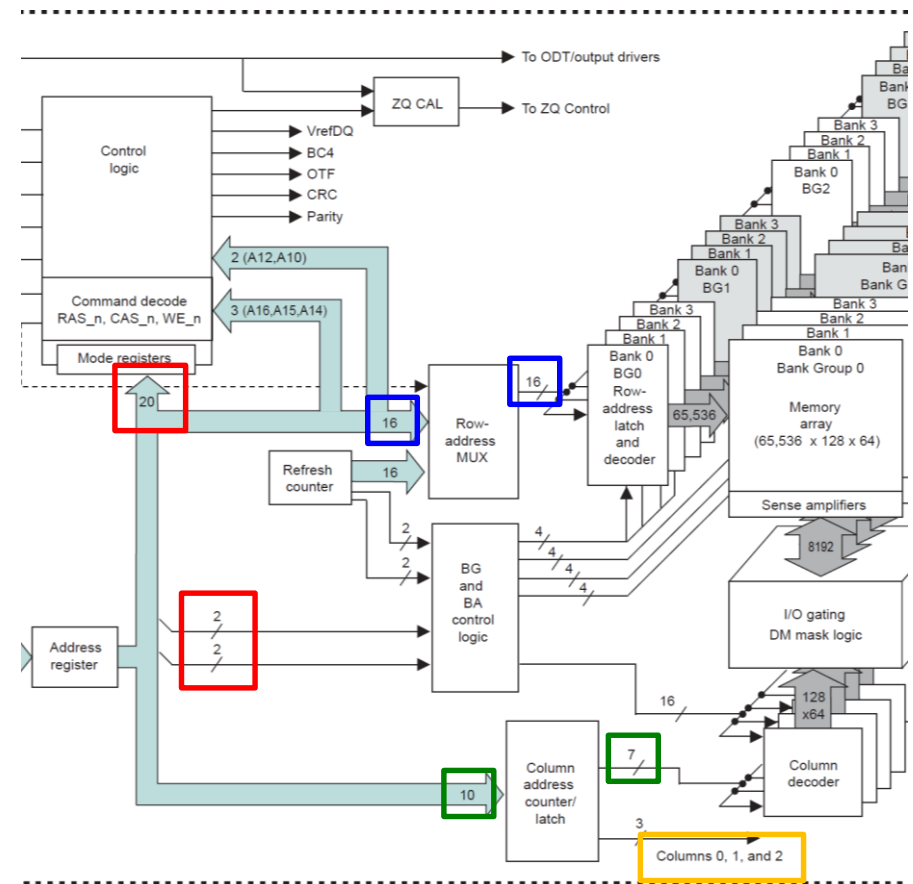 To ODT/output drivers
ZQ CAL
To ZQ Control
Control
logic
VrefDQ
BC4
OTF
CRC
Parity
2 (A12,A10)
Command decode
RAS_n, CAS_n, WE_n
3 (A16,A15,A14)
Mode registers
20
16
16
Row-
address
MUX
Refresh
counter
16
Bank 3
Bank 2
Bank 1
Bank 0
BG2
Bank 3
Bank 2
Bank 1
Bank 0
BG1
Bank 3
Bank 2
Bank 1
Bank 0
BG0
Row-
address
latch
and
decoder
65,536
Bank 3
Bank 2
Bank 1
Bank 0
Bank Group 0
Memory
array
(65,536 x 128 x 64)
Sense amplifiers
2
2
4
4
4
4
BG
and
BA
control
logic
8192
I/O gating
DM mask logic
Address
register
2
2
16
128
x64
Column
decoder
10
Column
address
counter/
latch
7
3
Columns 0, 1, and 2